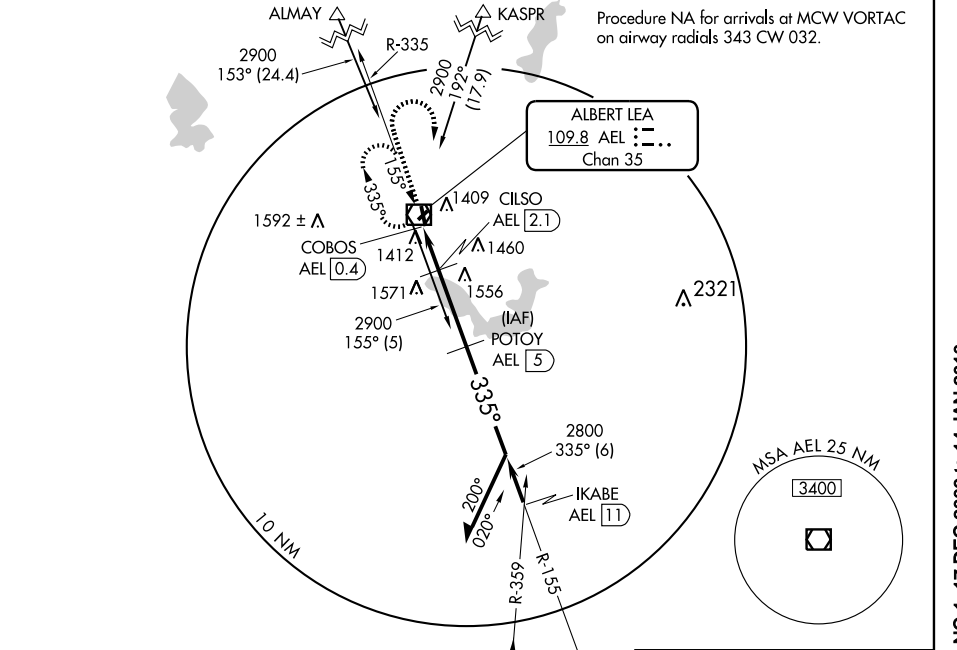 ALMAY
KASPR
Procedure NA for arrivals at MCW VORTAC
on airway radials 343 CW 032.
2900
153° (24.4)
R-335
2900
192°
(17.9)
ALBERT LEA
109.8 AEL
Chan 35
155°
335°
1409
CILSO
AEL 2.1
1592 ±
COBOS
AEL 0.4
1412
1460
1571
1556
2900
155° (5)
(IAF)
POTOY
AEL 5
2321
335°
2800
335° (6)
IKABE
AEL 11
200°
020°
R-359
R-155
10 NM
MSA AEL 25 NM
3400